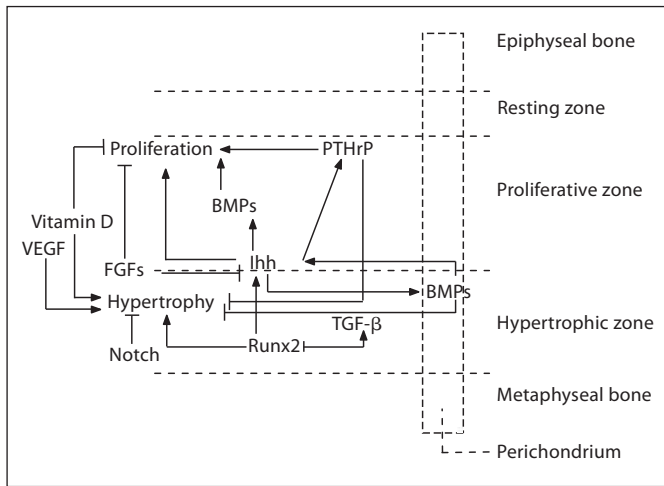 Epiphyseal bone
Resting zone
Proliferation
PTHrP
Proliferative zone
BMPs
Vitamin D
VEGF
FGFs
Ihh
BMPs
Hypertrophy
Hypertrophic zone
TGF-β
Notch
Runx2
Metaphyseal bone
Perichondrium